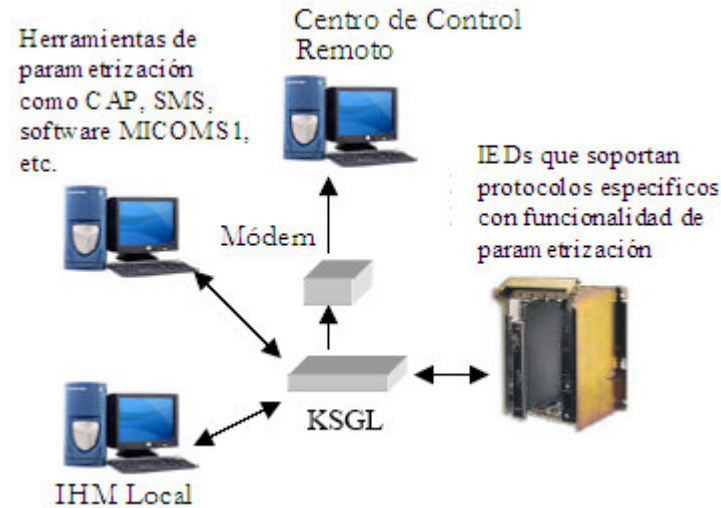 Herramientas de
parametrización
como CAP, SMS,
software MICOMS1,
etc.
Centro de Control
Remoto
IEDs que soportan
protocolos específicos
con funcionalidad de
parametrización
Módem
KSGL
IHM Local